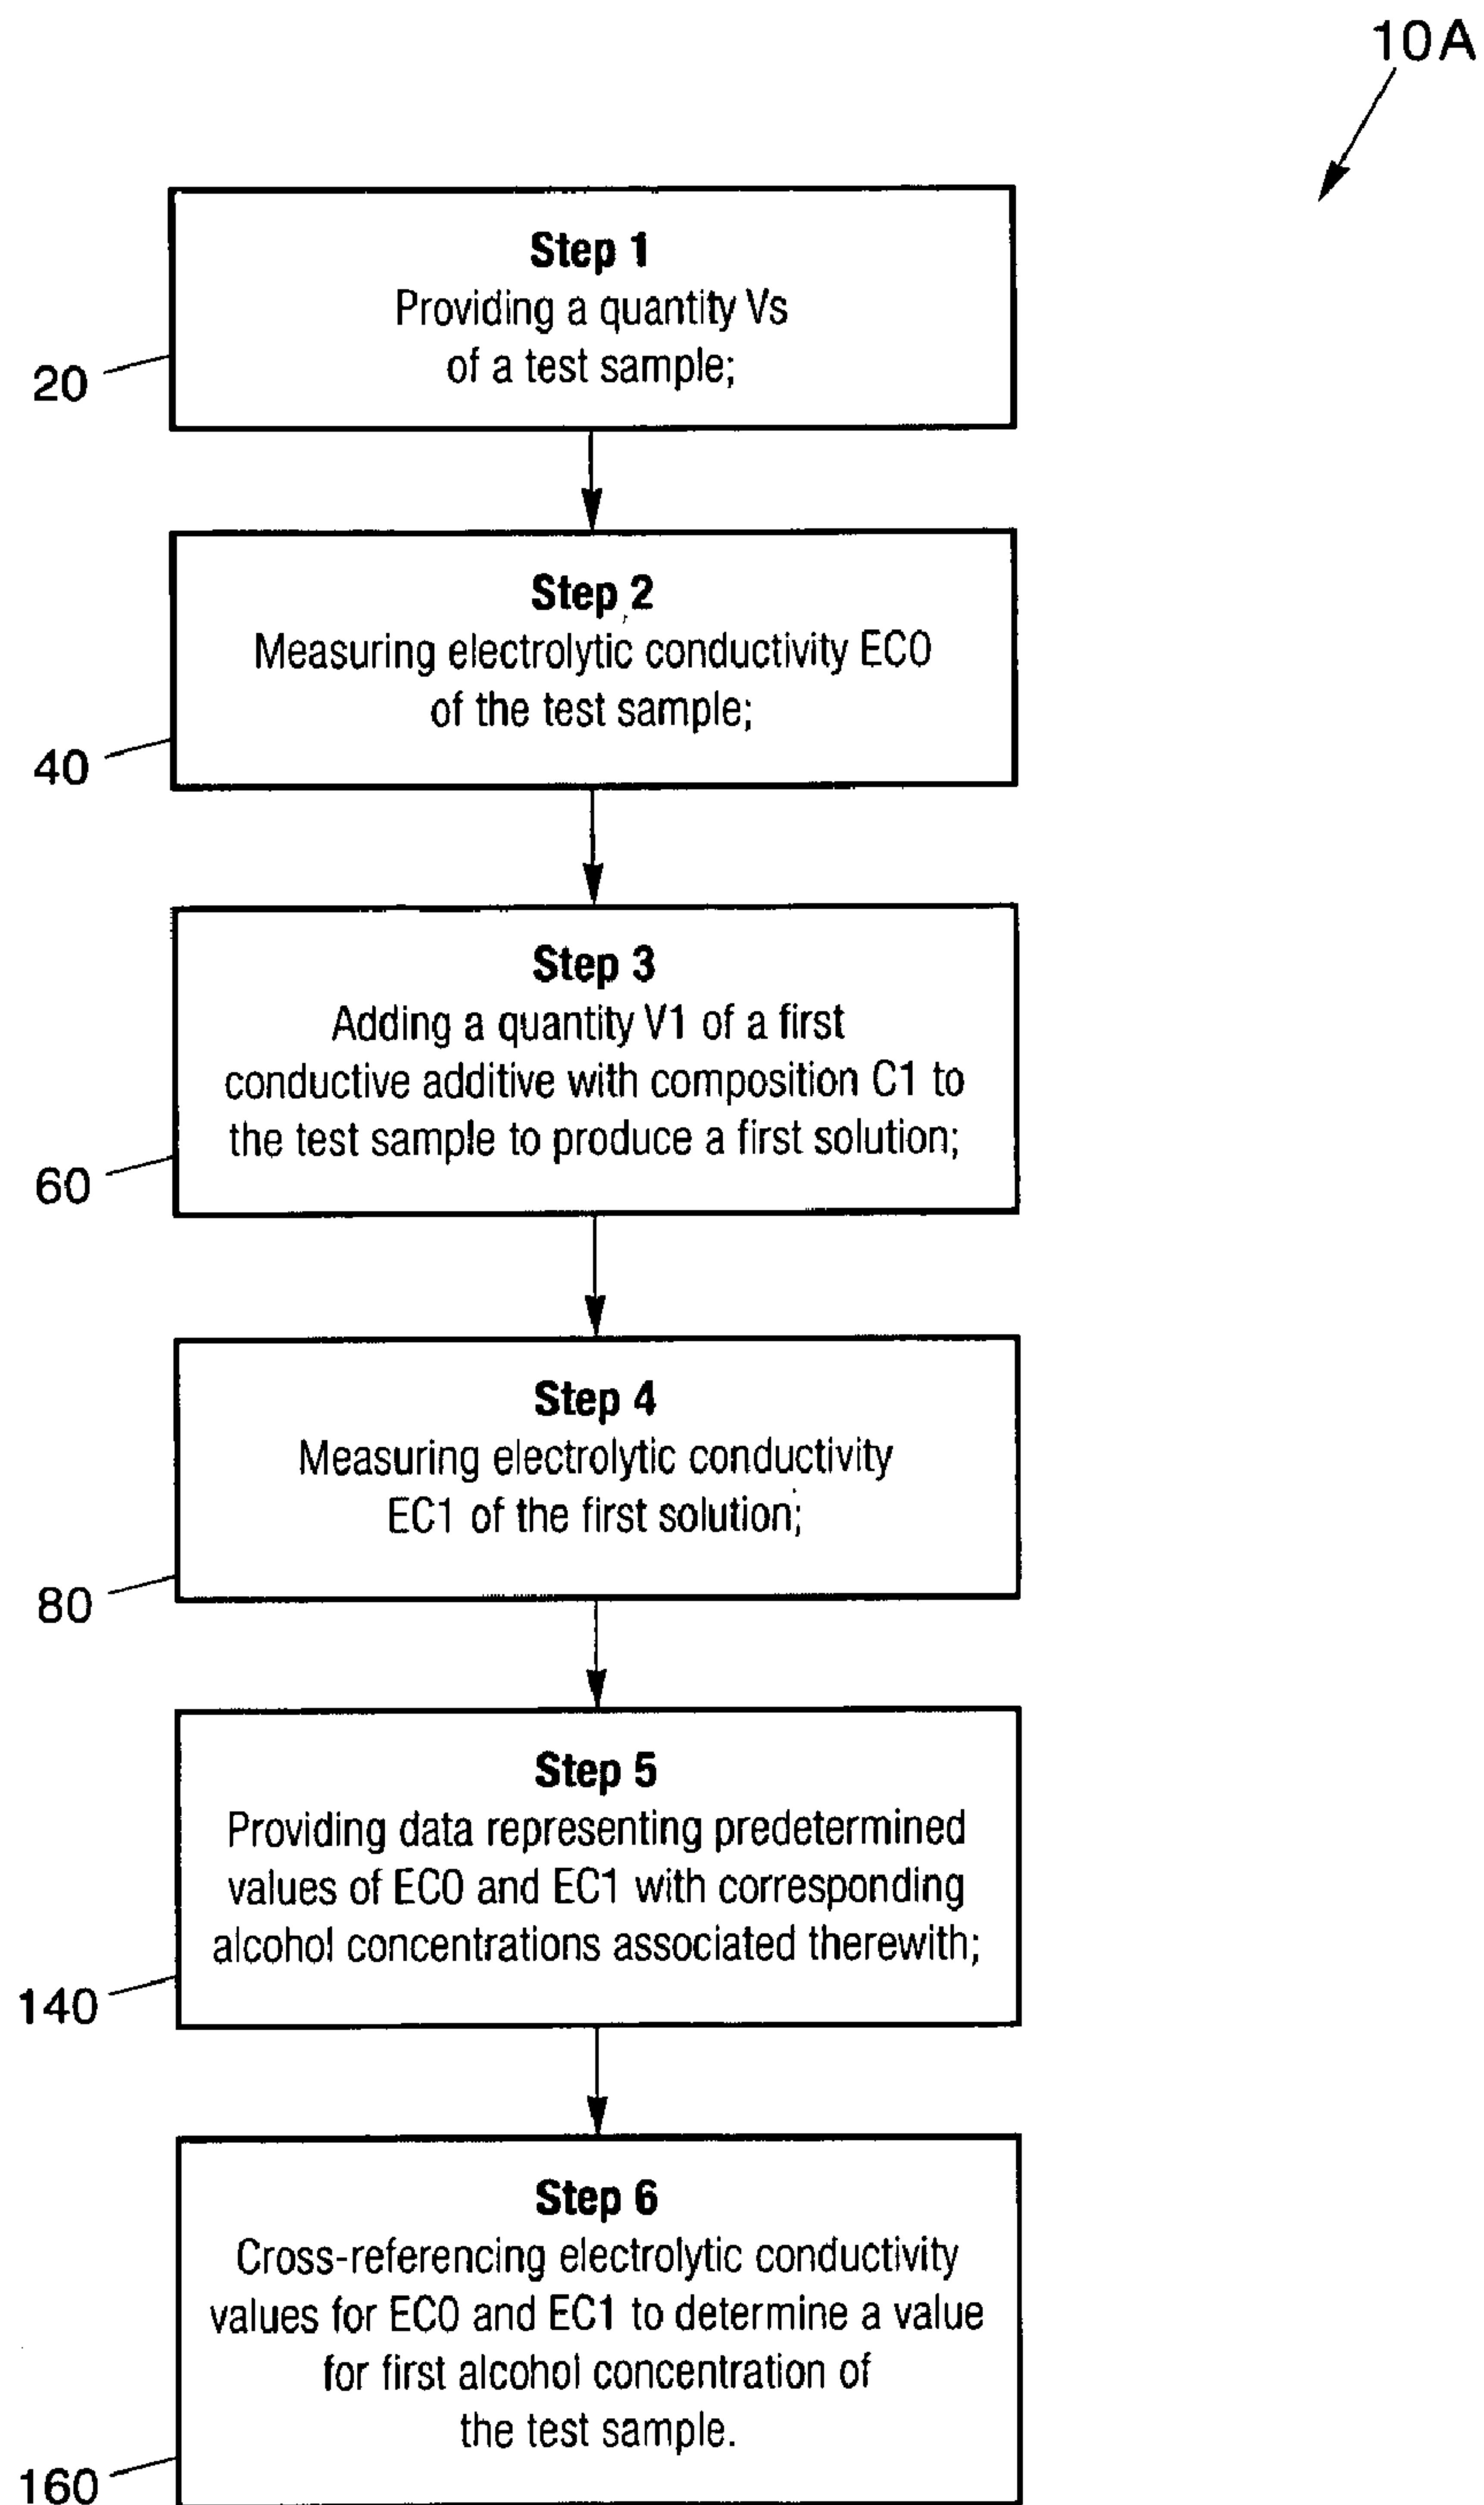 10A
Step 1
Providing a quantity Vs
of a test sample;
20
Step 2
Measuring electrolytic conductivity EC0
of the test sample;
40
Step 3
Adding a quantity V1 of a first
conductive additive with composition C1 to
the test sample to produce a first solution;
60
Step 4
Measuring electrolytic conductivity
EC1 of the first solution;
80
Step 5
Providing data representing predetermined
values of EC0 and EC1 with corresponding
alcohol concentrations associated therewith;
140
Step 6
Cross-referencing electrolytic conductivity
values for EC0 and EC1 to determine a value
for first alcohol concentration of
the test sample.
160